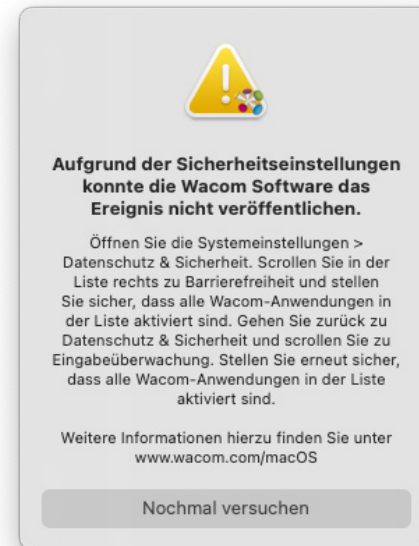 Aufgrund der Sicherheitseinstellungen
konnte die Wacom Software das
Ereignis nicht veröffentlichen.
Öffnen Sie die Systemeinstellungen >
Datenschutz & Sicherheit. Scrollen Sie in der
Liste rechts zu Barrierefreiheit und stellen
Sie sicher, dass alle Wacom-Anwendungen in
der Liste aktiviert sind. Gehen Sie zurück zu
Datenschutz & Sicherheit und scrollen Sie zu
Eingabeüberwachung. Stellen Sie erneut sicher,
dass alle Wacom-Anwendungen in der Liste
aktiviert sind.
Weitere Informationen hierzu finden Sie unter
www.wacom.com/macOS
Nochmal versuchen